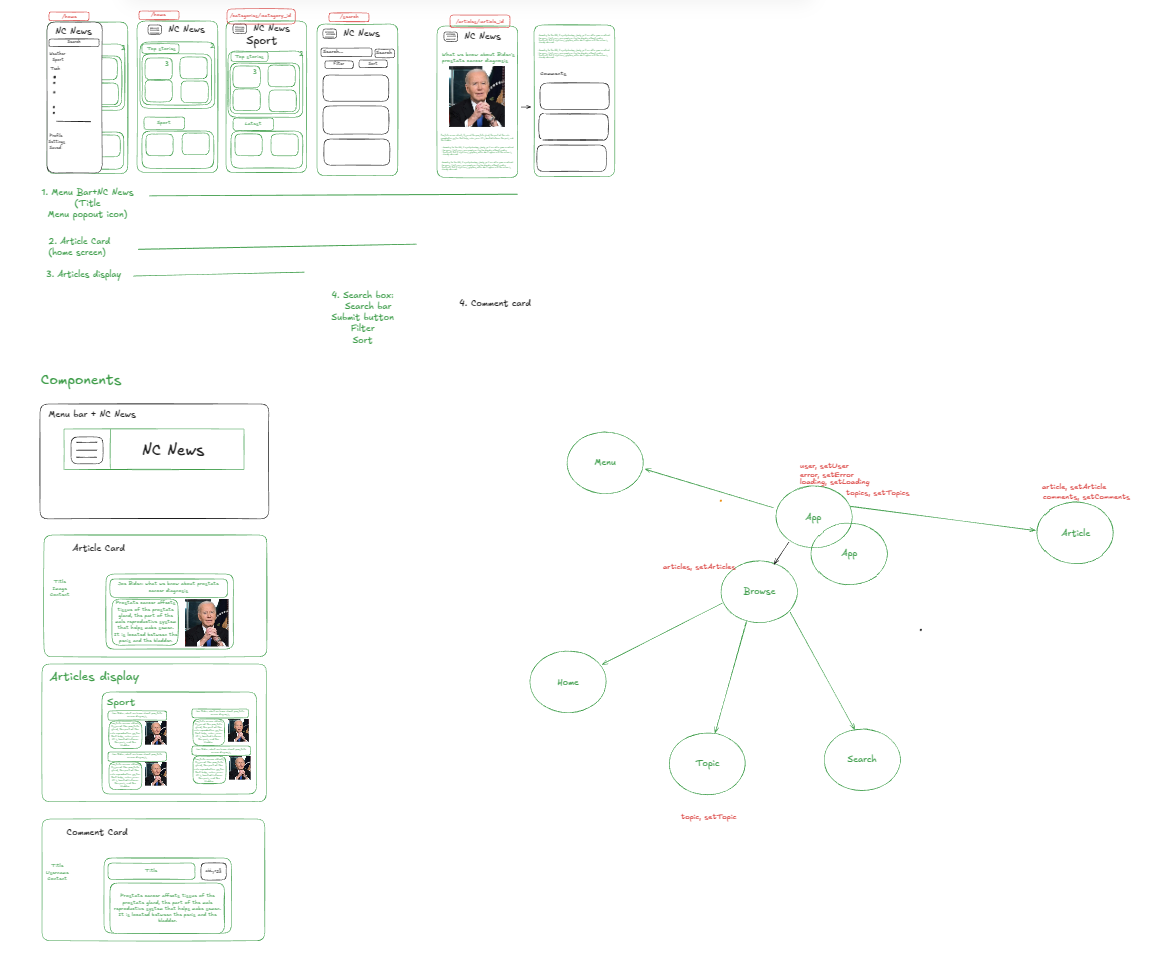 /home
/home
/categories/category_id
/search
/articles/article_id
NC News
Search
Weather
Sport
Tech
Profile
Settings
Saved
NC News
Top stories
2
3
Sport
NC News
Sport
Top stories
2
3
Latest
NC News
Search...
Search
Filter
Sort
NC News
What we know about Biden's
prostate cancer diagnosis
Comments
1. Menu Bar+NC News
(Title
Menu popout icon)
2. Article Card
(home screen)
3. Articles display
4. Search box:
Search bar
Submit button
Filter
Sort
4. Comment card
Components
Menu bar + NC News
NC News
Article Card
Title
Image
Content
Joe Biden: what we know about prostate
cancer diagnosis
Prostate cancer affects
tissue of the prostate
gland, the part of the
male reproductive system
that helps make semen.
It is located between the
penis and the bladder.
Articles display
Sport
Comment Card
Title
Username
Content
Title
Prostate cancer affects tissue of the
prostate gland, the part of the male
reproductive system that helps make semen.
It is located between the penis and the
bladder.
Menu
user, setUser
error, setError
loading, setLoading
topics, setTopics
App
App
article, setArticle
comments, setComments
Article
articles, setArticles
Browse
Home
Topic
Search
topic, setTopic